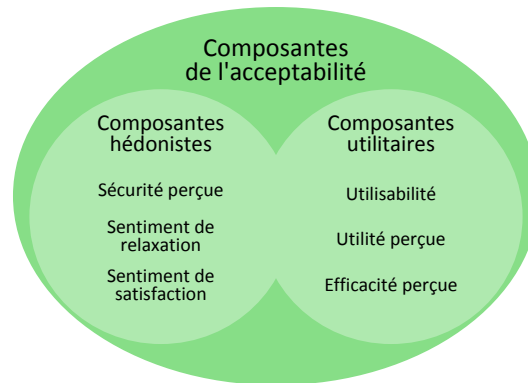 Composantes
de l'acceptabilité
Composantes
hédonistes
Sécurité perçue
Sentiment de
relaxation
Sentiment de
satisfaction
Composantes
utilitaires
Utilisabilité
Utilité perçue
Efficacité perçue